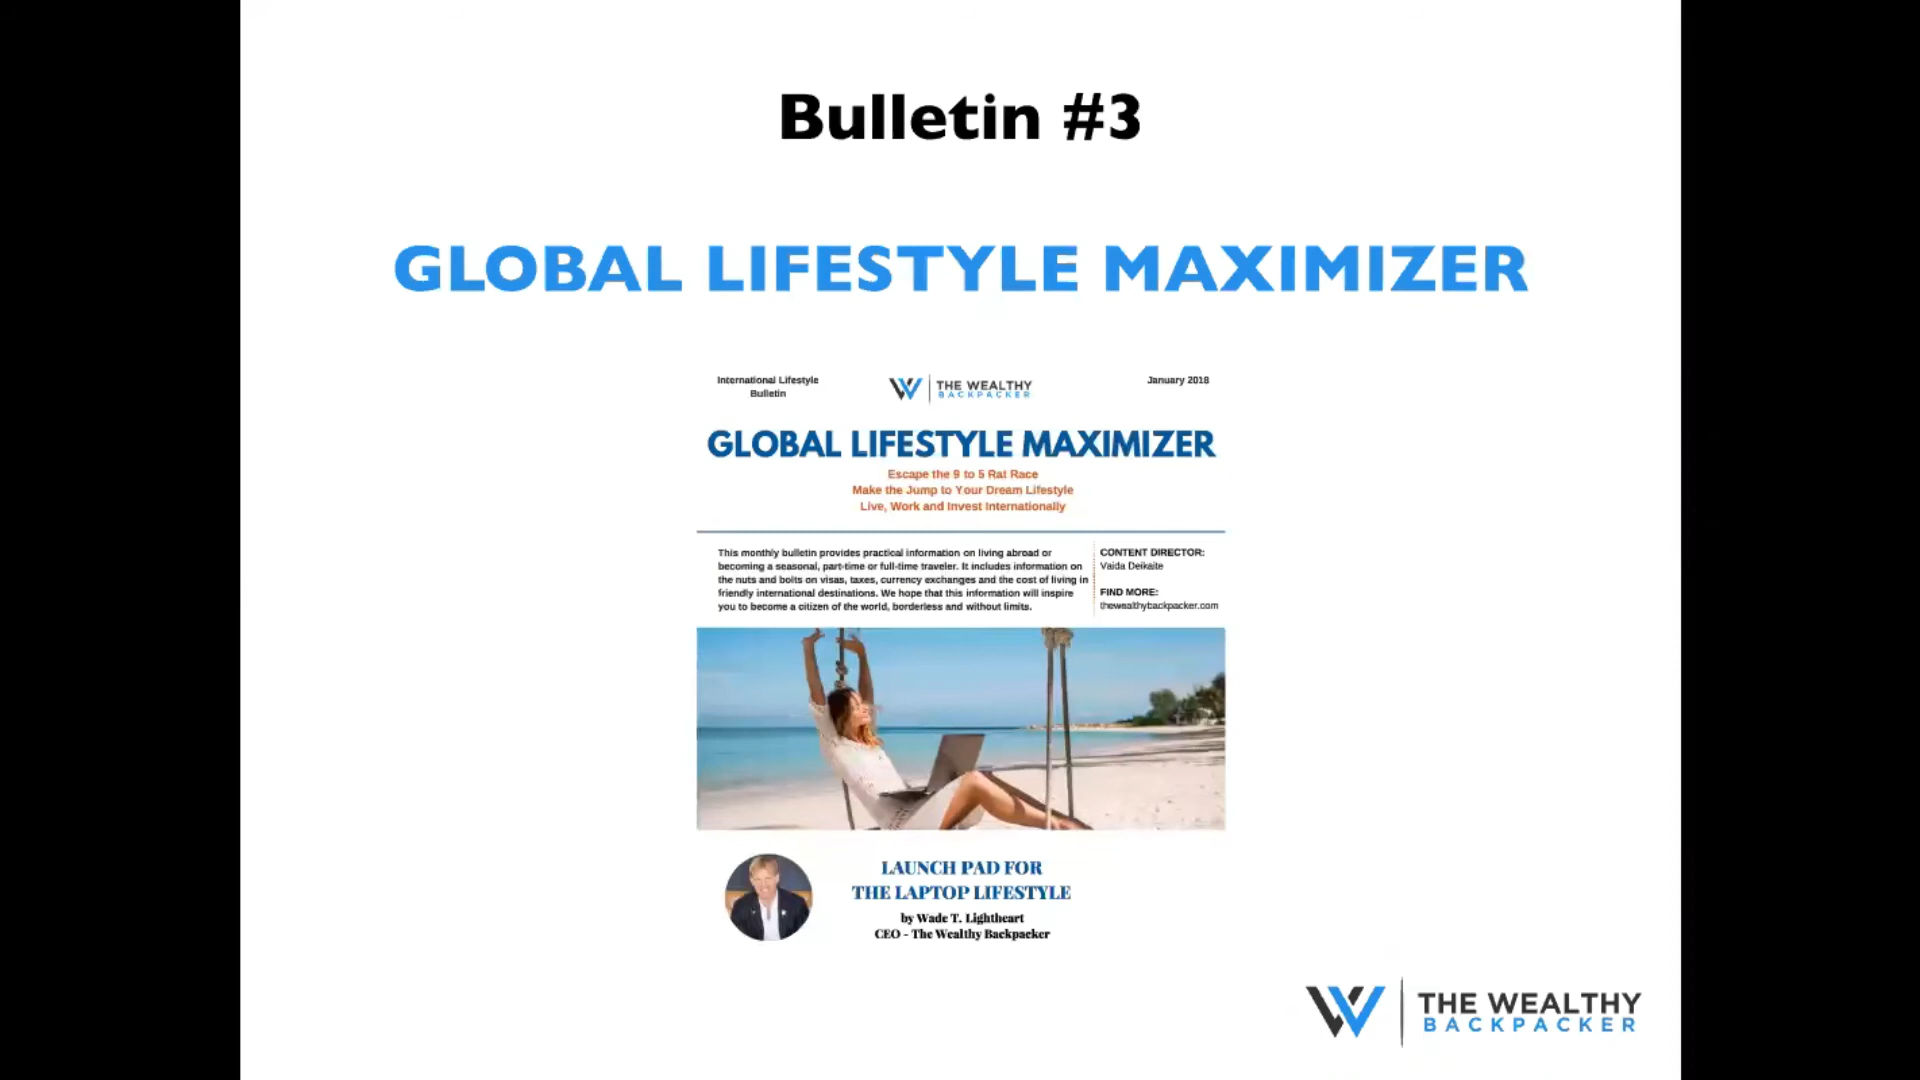 Bulletin #3
GLOBAL LIFESTYLE MAXIMIZER
International Lifestyle
Bulletin
THE WEALTHY
BACKPACKER
January 2018
GLOBAL LIFESTYLE MAXIMIZER
Escape the 9 to 5 Rat Race
Make the Jump to Your Dream Lifestyle
Live, Work and Invest Internationally
This monthly bulletin provides practical information on living abroad or
becoming a seasonal, part-time or full-time traveler. It includes information on
the nuts and bolts on visas, taxes, currency exchanges and the cost of living in
friendly international destinations. We hope that this information will inspire
you to become a citizen of the world, borderless and without limits.
CONTENT DIRECTOR:
Vaida Deikaite
FIND MORE:
thewealthybackpacker.com
LAUNCH PAD FOR
THE LAPTOP LIFESTYLE
by Wade T. Lightheart
CEO - The Wealthy Backpacker
THE WEALTHY
BACKPACKER